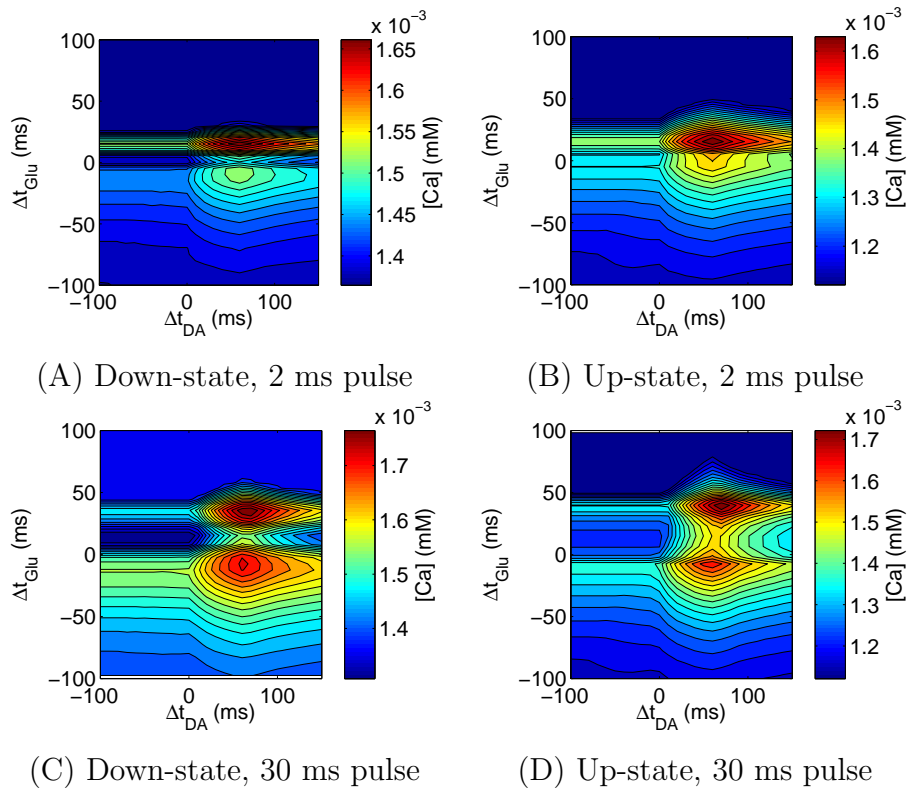 x 10⁻³
100
50
0
−50
−100
Δt_Glu (ms)
−100 0 100
Δt_DA (ms)
1.65
1.55
1.45
1.4
[Ca] (mM)
(A) Down-state, 2 ms pulse
x 10⁻³
100
50
0
−50
−100
Δt_Glu (ms)
−100 0 100
Δt_DA (ms)
1.6
1.5
1.4
1.3
1.2
[Ca] (mM)
(B) Up-state, 2 ms pulse
x 10⁻³
100
50
0
−50
−100
Δt_Glu (ms)
−100 0 100
Δt_DA (ms)
1.7
1.6
1.5
1.4
[Ca] (mM)
(C) Down-state, 30 ms pulse
x 10⁻³
100
50
0
−50
−100
Δt_Glu (ms)
−100 0 100
Δt_DA (ms)
1.7
1.6
1.5
1.4
1.3
1.2
[Ca] (mM)
(D) Up-state, 30 ms pulse